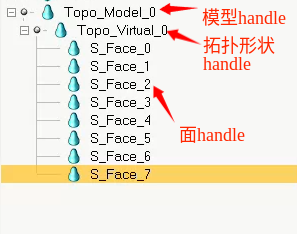 Topo_Model_0
模型handle
Topo_Virtual_0
拓扑形状
handle
S_Face_0
S_Face_1
S_Face_2
S_Face_3
S_Face_4
面handle
S_Face_5
S_Face_6
S_Face_7